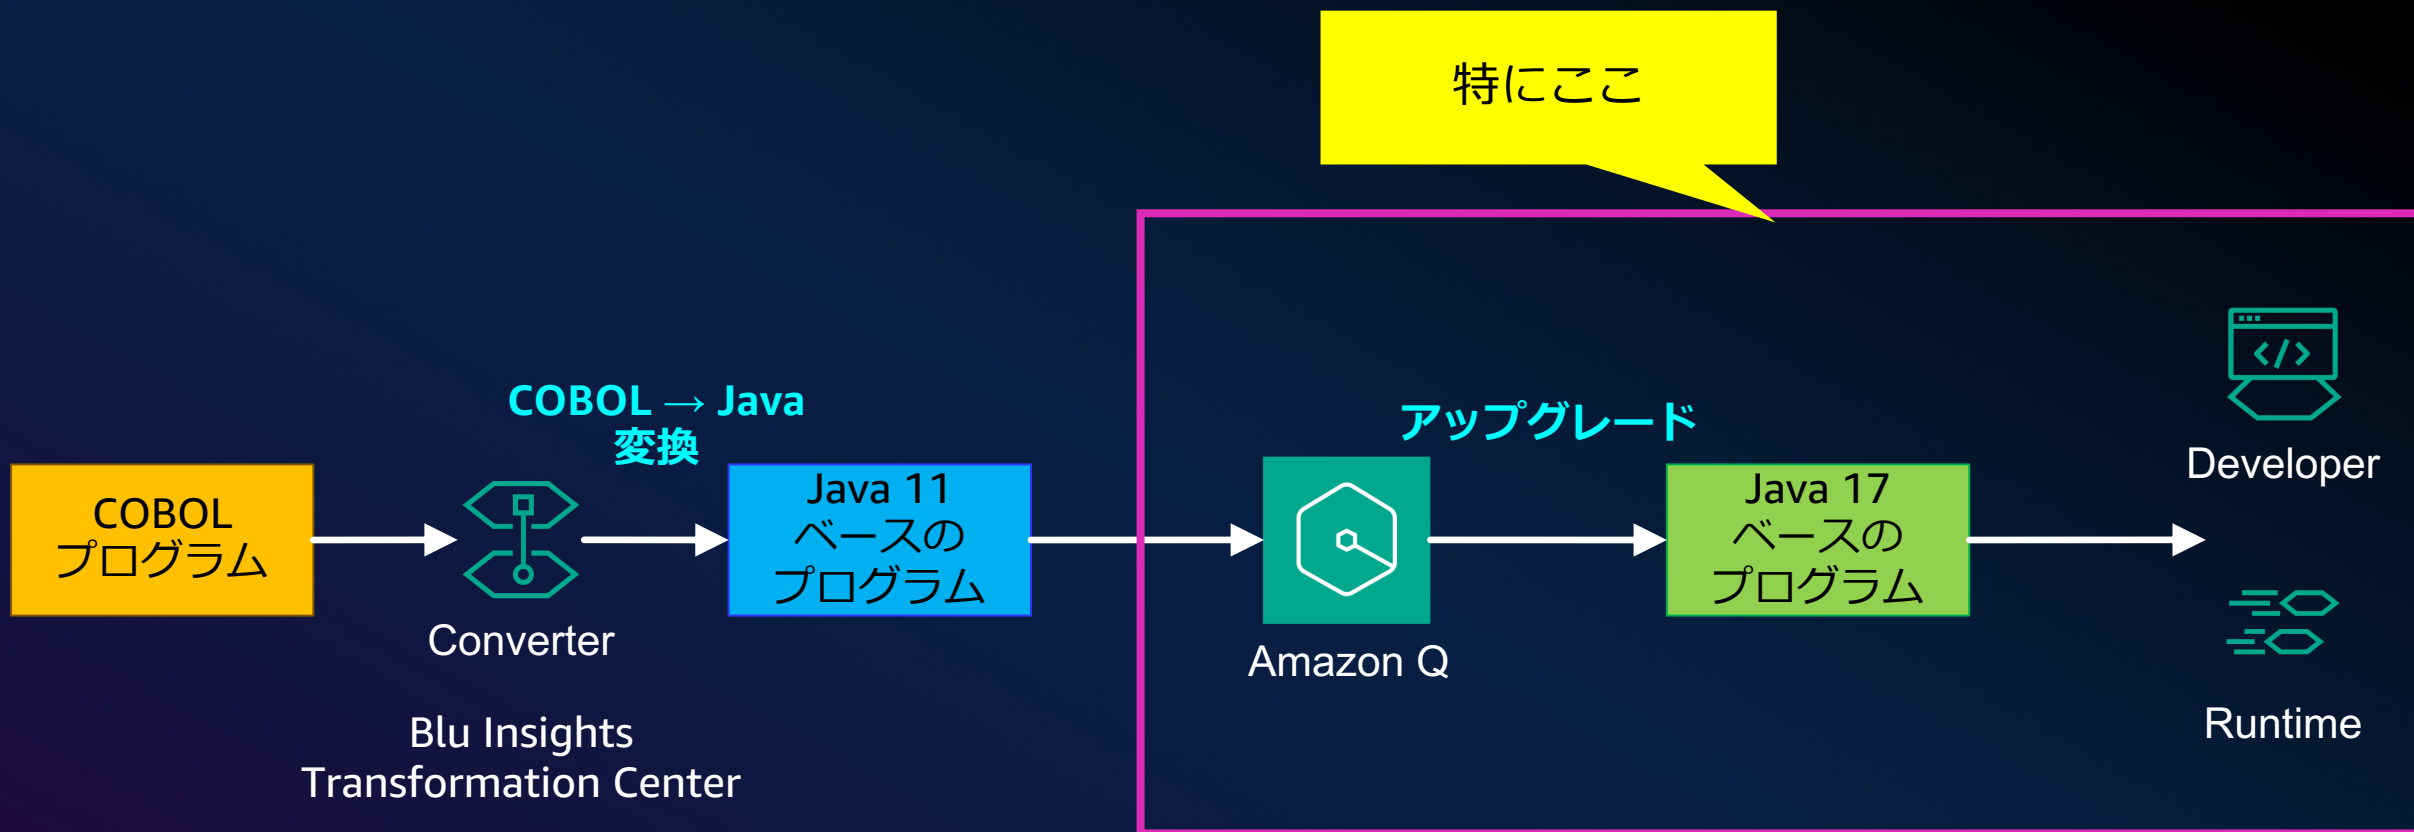 特にここ
COBOL → Java
変換
COBOL
プログラム
Converter
Blu Insights
Transformation Center
Java 11
ベースの
プログラム
アップグレード
Amazon Q
Java 17
ベースの
プログラム
Developer
Runtime